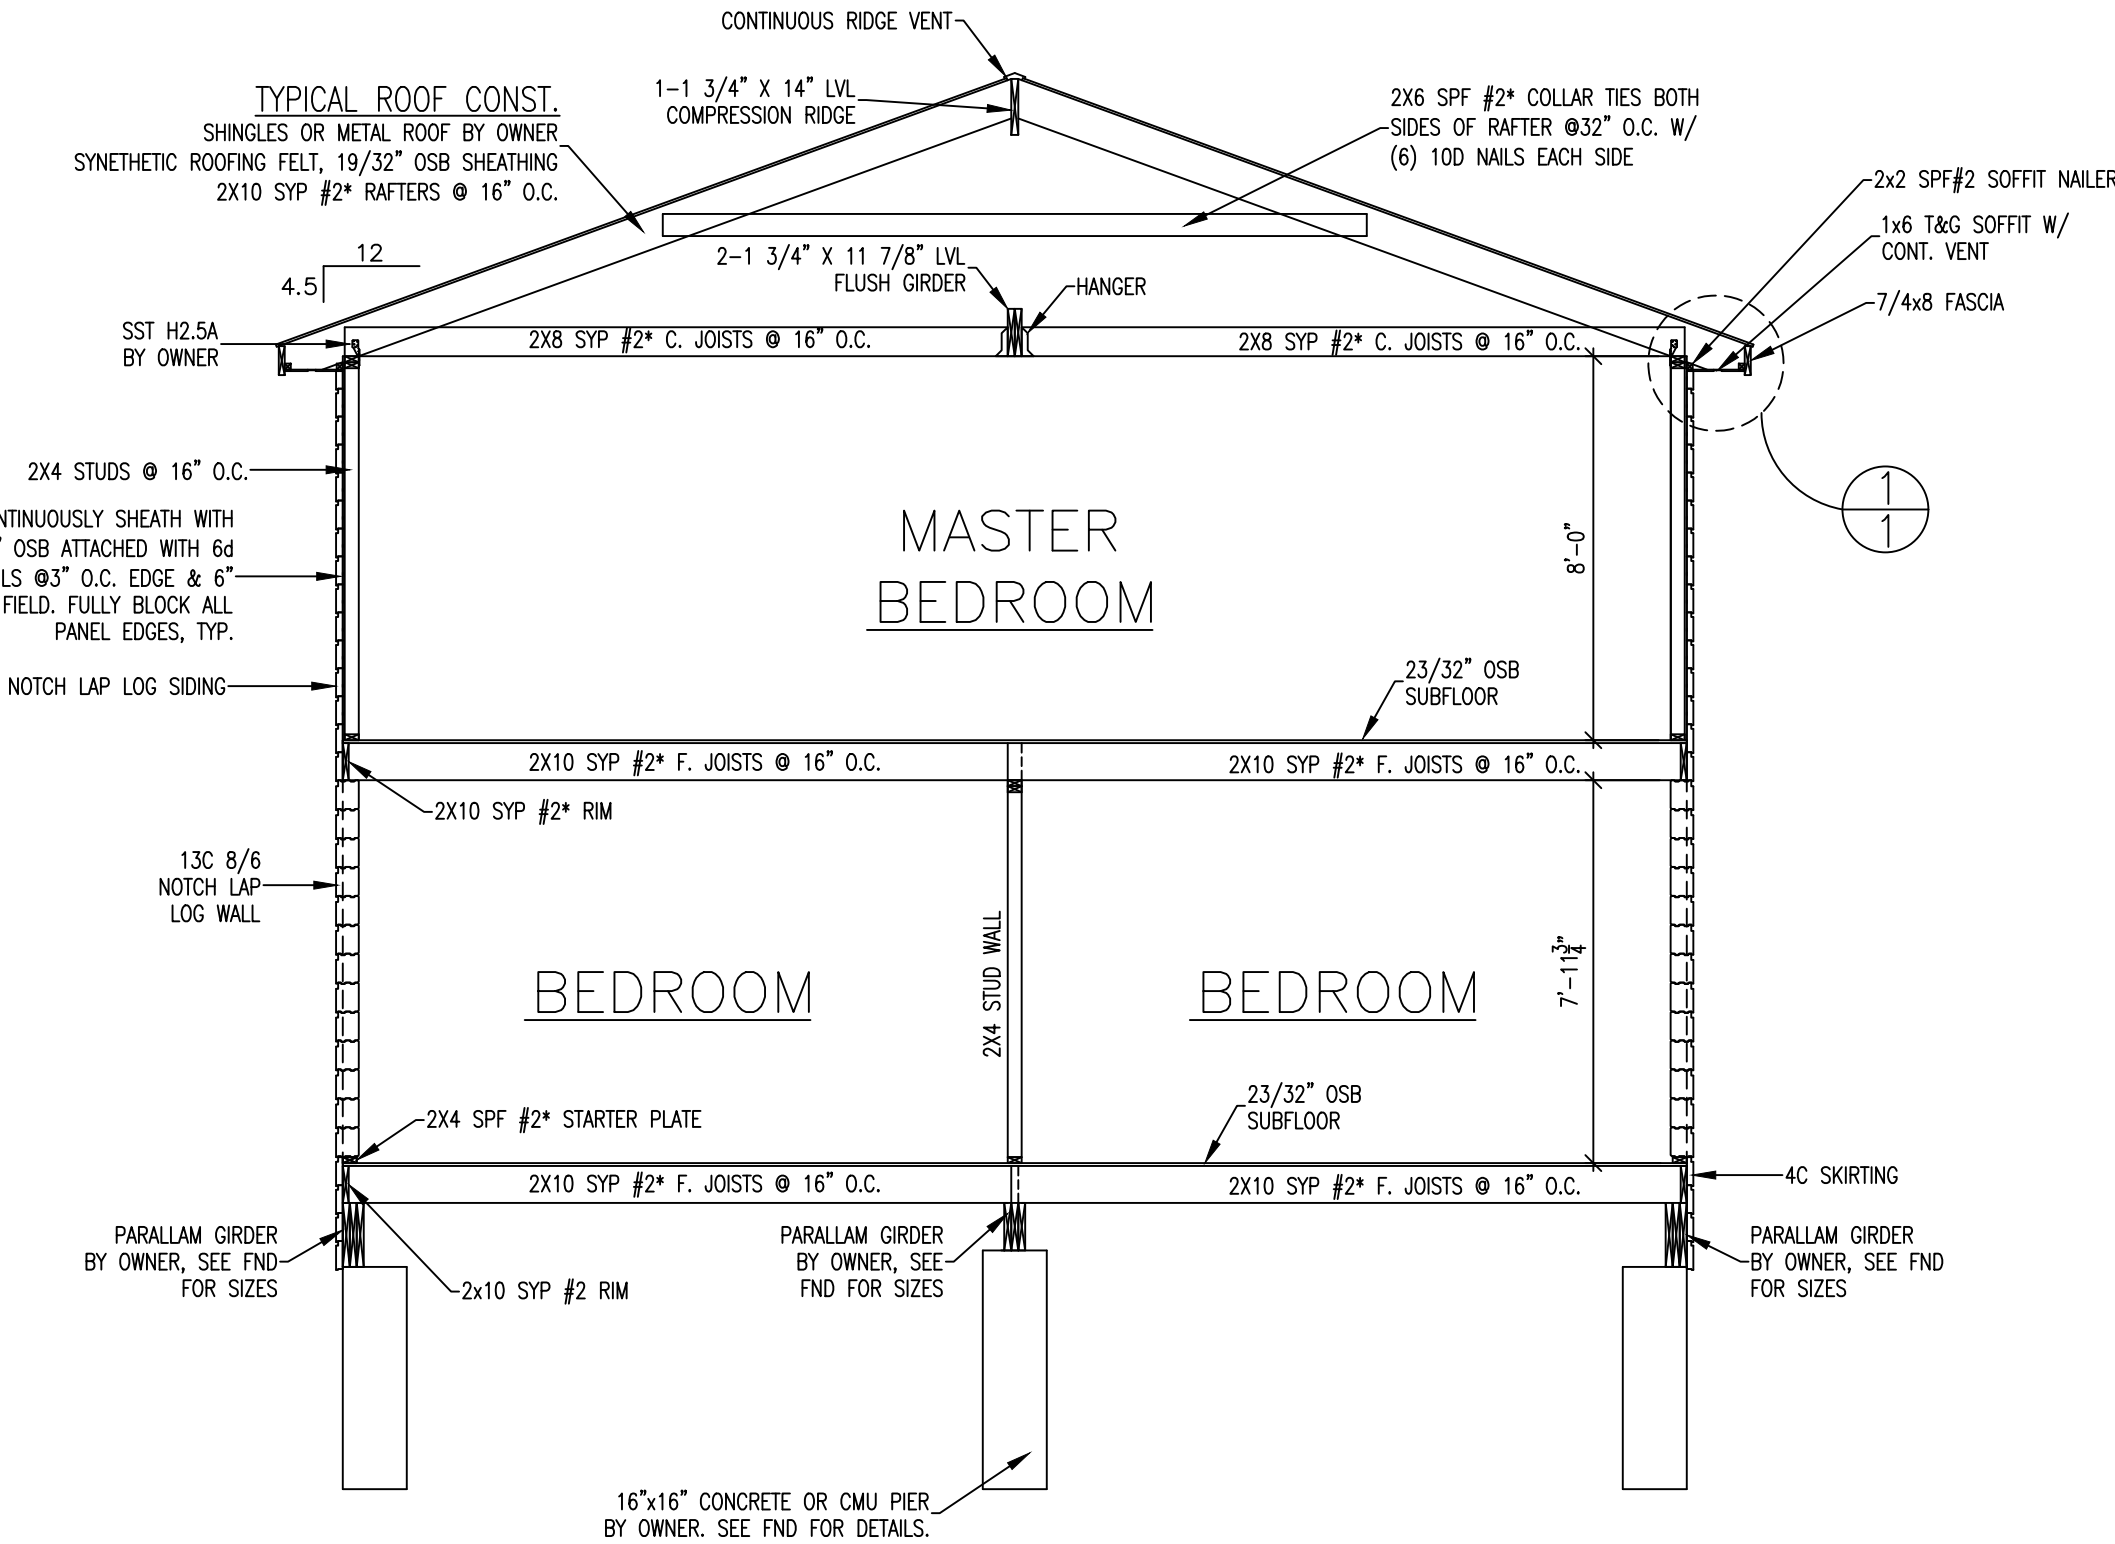 CONTINUOUS RIDGE VENT
1-1 3/4" X 14" LVL
COMPRESSION RIDGE
TYPICAL ROOF CONST.
SHINGLES OR METAL ROOF BY OWNER
SYNETHETIC ROOFING FELT, 19/32" OSB SHEATHING
2X10 SYP #2* RAFTERS @ 16" O.C.
2X6 SPF #2* COLLAR TIES BOTH
SIDES OF RAFTER @32" O.C. W/
(6) 10D NAILS EACH SIDE
2x2 SPF#2 SOFFIT NAILER
1x6 T&G SOFFIT W/
CONT. VENT
7/4x8 FASCIA
12
4.5
2-1 3/4" X 11 7/8" LVL
FLUSH GIRDER
HANGER
SST H2.5A
BY OWNER
2X8 SYP #2* C. JOISTS @ 16" O.C.
2X8 SYP #2* C. JOISTS @ 16" O.C.
2X4 STUDS @ 16" O.C.
SHEATH WITH
OSB ATTACHED WITH 6d
@3" O.C. EDGE & 6"
FIELD. FULLY BLOCK ALL
PANEL EDGES, TYP.
NOTCH LAP LOG SIDING
MASTER
BEDROOM
8'-0"
1
1
23/32" OSB
SUBFLOOR
2X10 SYP #2* F. JOISTS @ 16" O.C.
2X10 SYP #2* F. JOISTS @ 16" O.C.
2X10 SYP #2* RIM
13C 8/6
NOTCH LAP
LOG WALL
2X4 STUD WALL
7'-11 3/4"
BEDROOM
BEDROOM
23/32" OSB
SUBFLOOR
2X4 SPF #2* STARTER PLATE
2X10 SYP #2* F. JOISTS @ 16" O.C.
2X10 SYP #2* F. JOISTS @ 16" O.C.
4C SKIRTING
PARALLAM GIRDER
BY OWNER, SEE FND
FOR SIZES
2x10 SYP #2 RIM
PARALLAM GIRDER
BY OWNER, SEE
FND FOR SIZES
PARALLAM GIRDER
BY OWNER, SEE FND
FOR SIZES
16"x16" CONCRETE OR CMU PIER
BY OWNER. SEE FND FOR DETAILS.